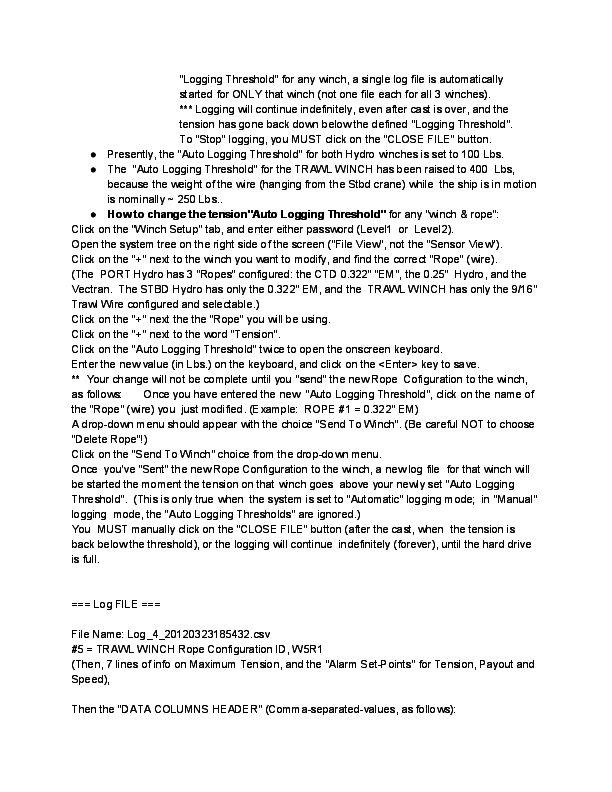 "Logging Threshold" for any winch, a single log file is automatically
started for ONLY that winch (not one file each for all 3 winches).
*** Logging will continue indefinitely, even after cast is over, and the
tension has gone back down below the defined "Logging Threshold".
To "Stop" logging, you MUST click on the "CLOSE FILE" button.
● Presently, the "Auto Logging Threshold" for both Hydro winches is set to 100 Lbs.
● The "Auto Logging Threshold" for the TRAWL WINCH has been raised to 400 Lbs,
because the weight of the wire (hanging from the Stbd crane) while the ship is in motion
is nominally ~ 250 Lbs..
● How to change the tension"Auto Logging Threshold" for any "winch & rope":
Click on the "Winch Setup" tab, and enter either password (Level1 or Level2).
Open the system tree on the right side of the screen ("File View", not the "Sensor View").
Click on the "+" next to the winch you want to modify, and find the correct "Rope" (wire).
(The PORT Hydro has 3 "Ropes" configured: the CTD 0.322" "EM", the 0.25" Hydro, and the
Vectran. The STBD Hydro has only the 0.322" EM, and the TRAWL WINCH has only the 9/16"
Trawl Wire configured and selectable.)
Click on the "+" next the the "Rope" you will be using.
Click on the "+" next to the word "Tension".
Click on the "Auto Logging Threshold" twice to open the onscreen keyboard.
Enter the new value (in Lbs.) on the keyboard, and click on the <Enter> key to save.
** Your change will not be complete until you "send" the new Rope Cofiguration to the winch,
as follows: Once you have entered the new "Auto Logging Threshold", click on the name of
the "Rope" (wire) you just modified. (Example: ROPE #1 = 0.322" EM)
A drop-down menu should appear with the choice "Send To Winch". (Be careful NOT to choose
"Delete Rope"!)
Click on the "Send To Winch" choice from the drop-down menu.
Once you've "Sent" the new Rope Configuration to the winch, a new log file for that winch will
be started the moment the tension on that winch goes above your newly set "Auto Logging
Threshold". (This is only true when the system is set to "Automatic" logging mode; in "Manual"
logging mode, the "Auto Logging Thresholds" are ignored.)
You MUST manually click on the "CLOSE FILE" button (after the cast, when the tension is
back below the threshold), or the logging will continue indefinitely (forever), until the hard drive
is full.
=== Log FILE ===
File Name: Log_4_20120323185432.csv
#5 = TRAWL WINCH Rope Configuration ID, W5R1
(Then, 7 lines of info on Maximum Tension, and the "Alarm Set-Points" for Tension, Payout and
Speed),
Then the "DATA COLUMNS HEADER" (Comma-separated-values, as follows):